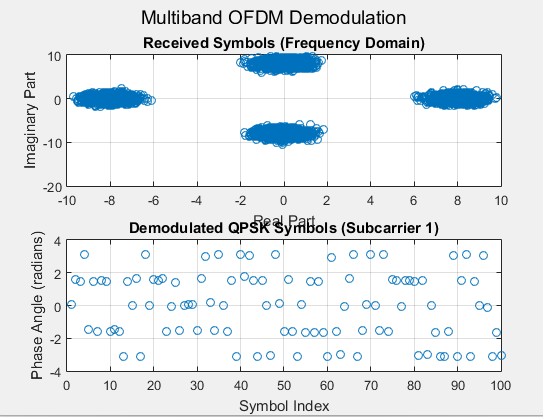 Multiband OFDM Demodulation
Received Symbols (Frequency Domain)
Imaginary Part
10
0
-10
-20
-10 -8 -6 -4 -2 0 2 4 6 8 10
Real Part
Demodulated QPSK Symbols (Subcarrier 1)
Phase Angle (radians)
4
2
0
-2
-4
0 10 20 30 40 50 60 70 80 90 100
Symbol Index